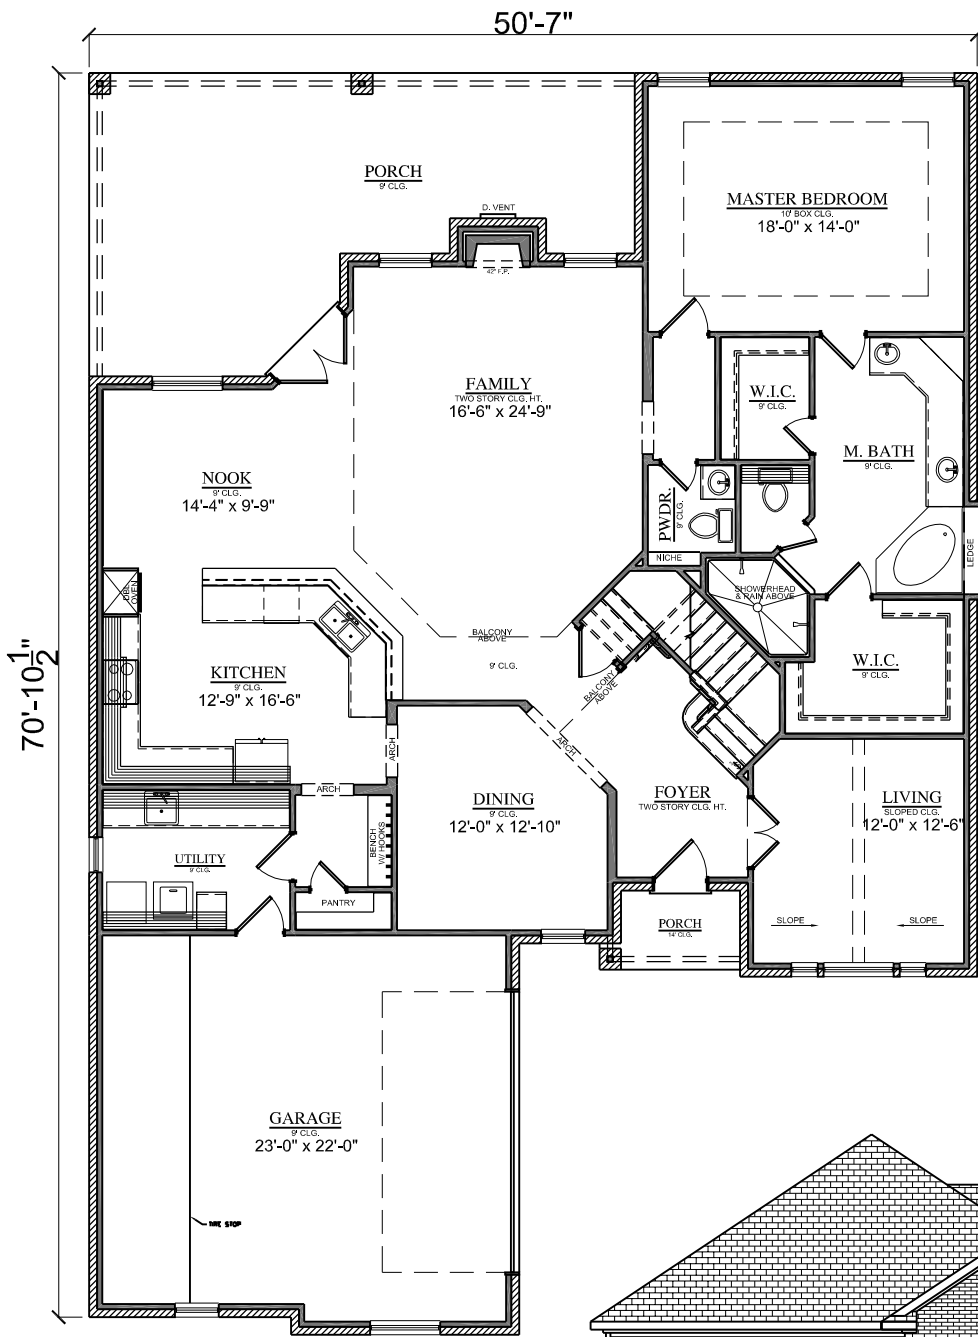 50'-7"
70'-10 1/2"
PORCH
9' CLG.
D. VENT
42" F.P.
MASTER BEDROOM
10' BOX CLG.
18'-0" x 14'-0"
FAMILY
TWO STORY CLG. HT.
16'-6" x 24'-9"
W.I.C.
9' CLG.
M. BATH
9' CLG.
NOOK
9' CLG.
14'-4" x 9'-9"
PWDR.
9' CLG.
NICHE
LEDGE
DBL.
OVEN
SHOWERHEAD
& RAIN ABOVE
BALCONY
ABOVE
9' CLG.
KITCHEN
9' CLG.
12'-9" x 16'-6"
BALCONY
ABOVE
W.I.C.
9' CLG.
ARCH
ARCH
ARCH
DINING
9' CLG.
12'-0" x 12'-10"
FOYER
TWO STORY CLG. HT.
LIVING
SLOPED CLG.
12'-0" x 12'-6"
BENCH
W/ HOOKS
UTILITY
9' CLG.
PANTRY
PORCH
14' CLG.
SLOPE
SLOPE
GARAGE
9' CLG.
23'-0" x 22'-0"
TIRE STOP